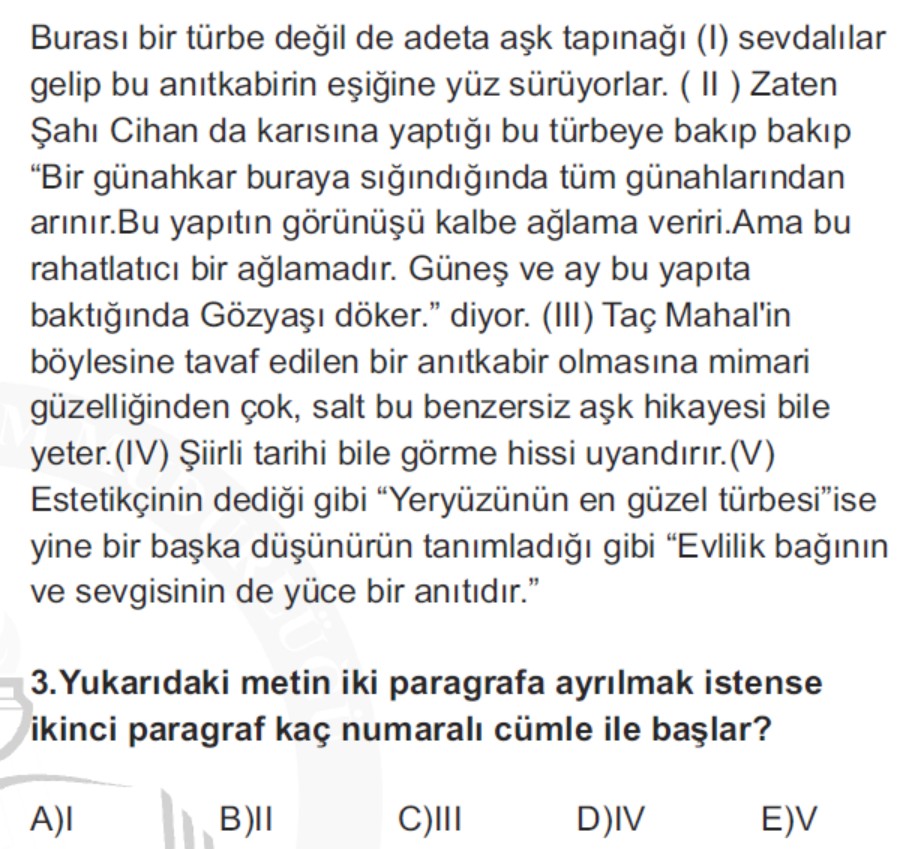 Burası bir türbe değil de adeta aşk tapınağı (I) sevdalılar
gelip bu anıtkabirin eşiğine yüz sürüyorlar. ( II ) Zaten
Şahı Cihan da karısına yaptığı bu türbeye bakıp bakıp
“Bir günahkar buraya sığındığında tüm günahlarından
arınır.Bu yapıtın görünüşü kalbe ağlama veriri.Ama bu
rahatlatıcı bir ağlamadır. Güneş ve ay bu yapıta
baktığında Gözyaşı döker.” diyor. (III) Taç Mahal'in
böylesine tavaf edilen bir anıtkabir olmasına mimari
güzelliğinden çok, salt bu benzersiz aşk hikayesi bile
yeter.(IV) Şiirli tarihi bile görme hissi uyandırır.(V)
Estetikçinin dediği gibi “Yeryüzünün en güzel türbesi”ise
yine bir başka düşünürün tanımladığı gibi “Evlilik bağının
ve sevgisinin de yüce bir anıtıdır.”
3.Yukarıdaki metin iki paragrafa ayrılmak istense
ikinci paragraf kaç numaralı cümle ile başlar?
A)I B)II C)III D)IV E)V